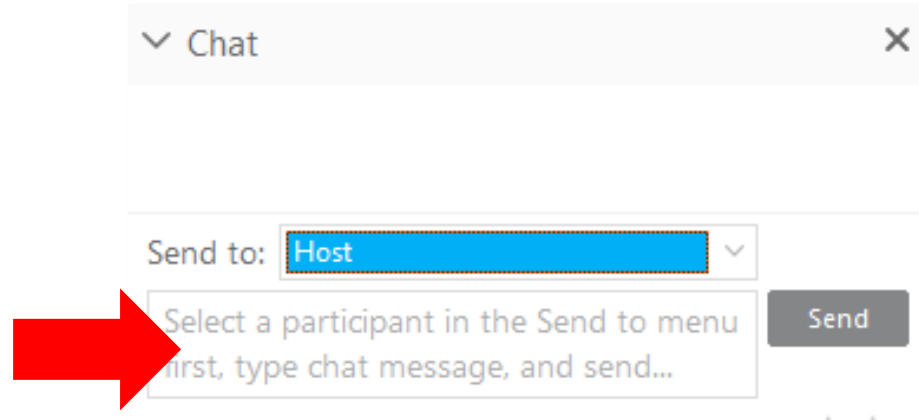 Chat
Send to: Host
Select a participant in the Send to menu
first, type chat message, and send...
Send